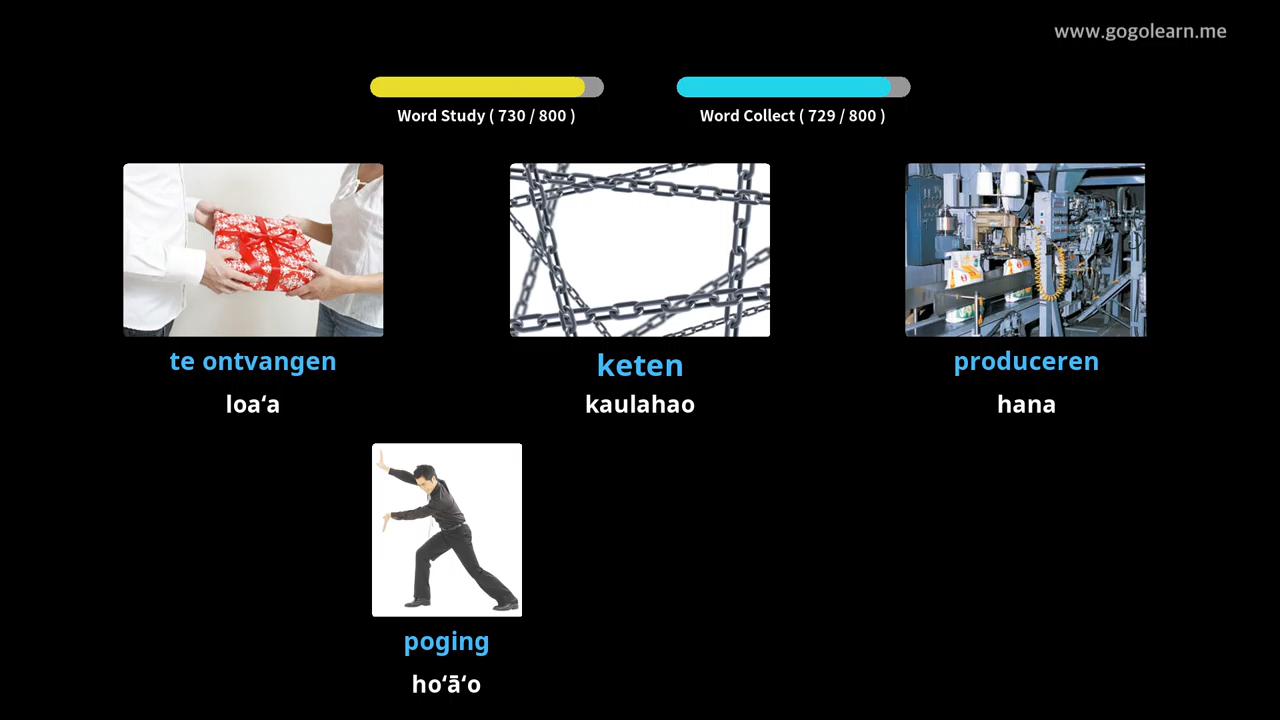 www.gogolearn.me
Word Study ( 730 / 800 )
Word Collect ( 729 / 800 )
te ontvangen
loaʻa
keten
kaulahao
produceren
hana
poging
hoʻāʻo